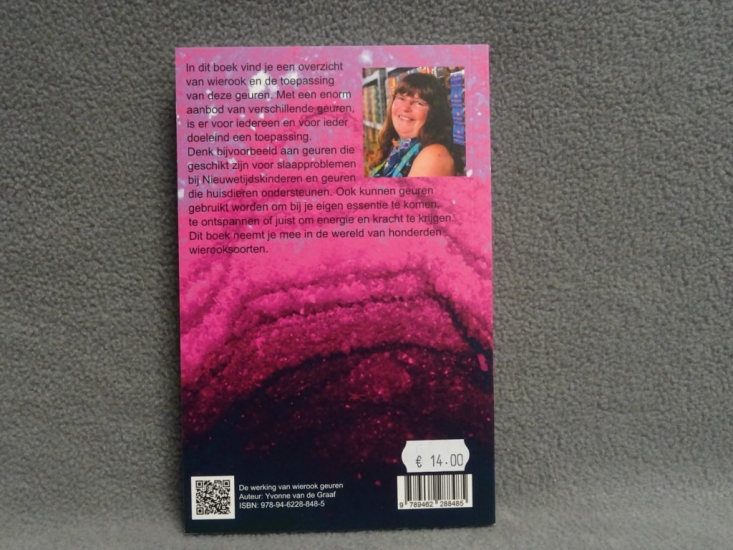 In dit boek vind je een overzicht
van wierook en de toepassing
van deze geuren. Met een enorm
aanbod van verschillende geuren,
is er voor iedereen en voor ieder
doeleind een toepassing.
Denk bijvoorbeeld aan geuren die
geschikt zijn voor slaapproblemen
bij Nieuwetijdskinderen en geuren
die huisdieren ondersteunen. Ook kunnen geuren
gebruikt worden om bij je eigen essentie te komen,
te ontspannen of juist om energie en kracht te krijgen.
Dit boek neemt je mee in de wereld van honderden
wierooksoorten.
€ 14.00
De werking van wierook geuren
Auteur: Yvonne van de Graaf
ISBN: 978-94-6228-848-5
9 789462 288485